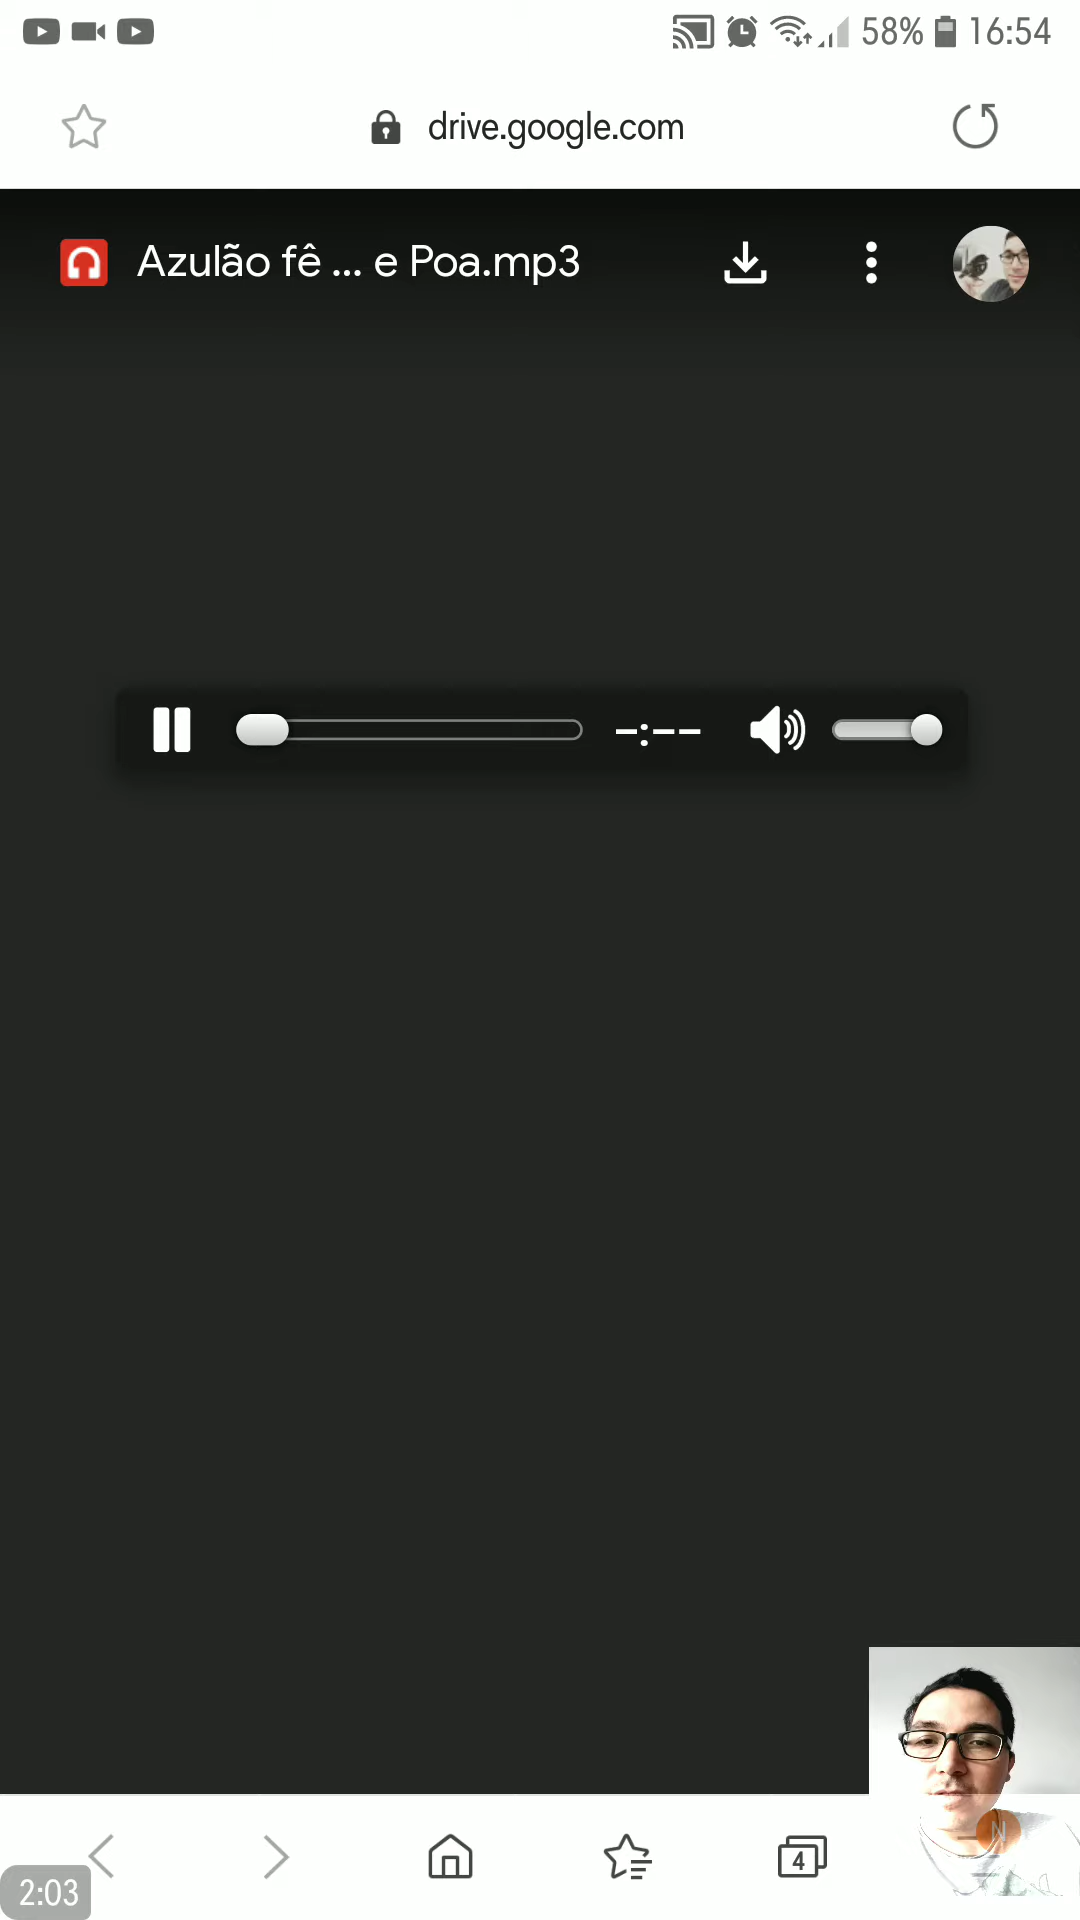 58% 16:54
drive.google.com
Azulão fê ... e Poa.mp3
-:--
4
N
2:03